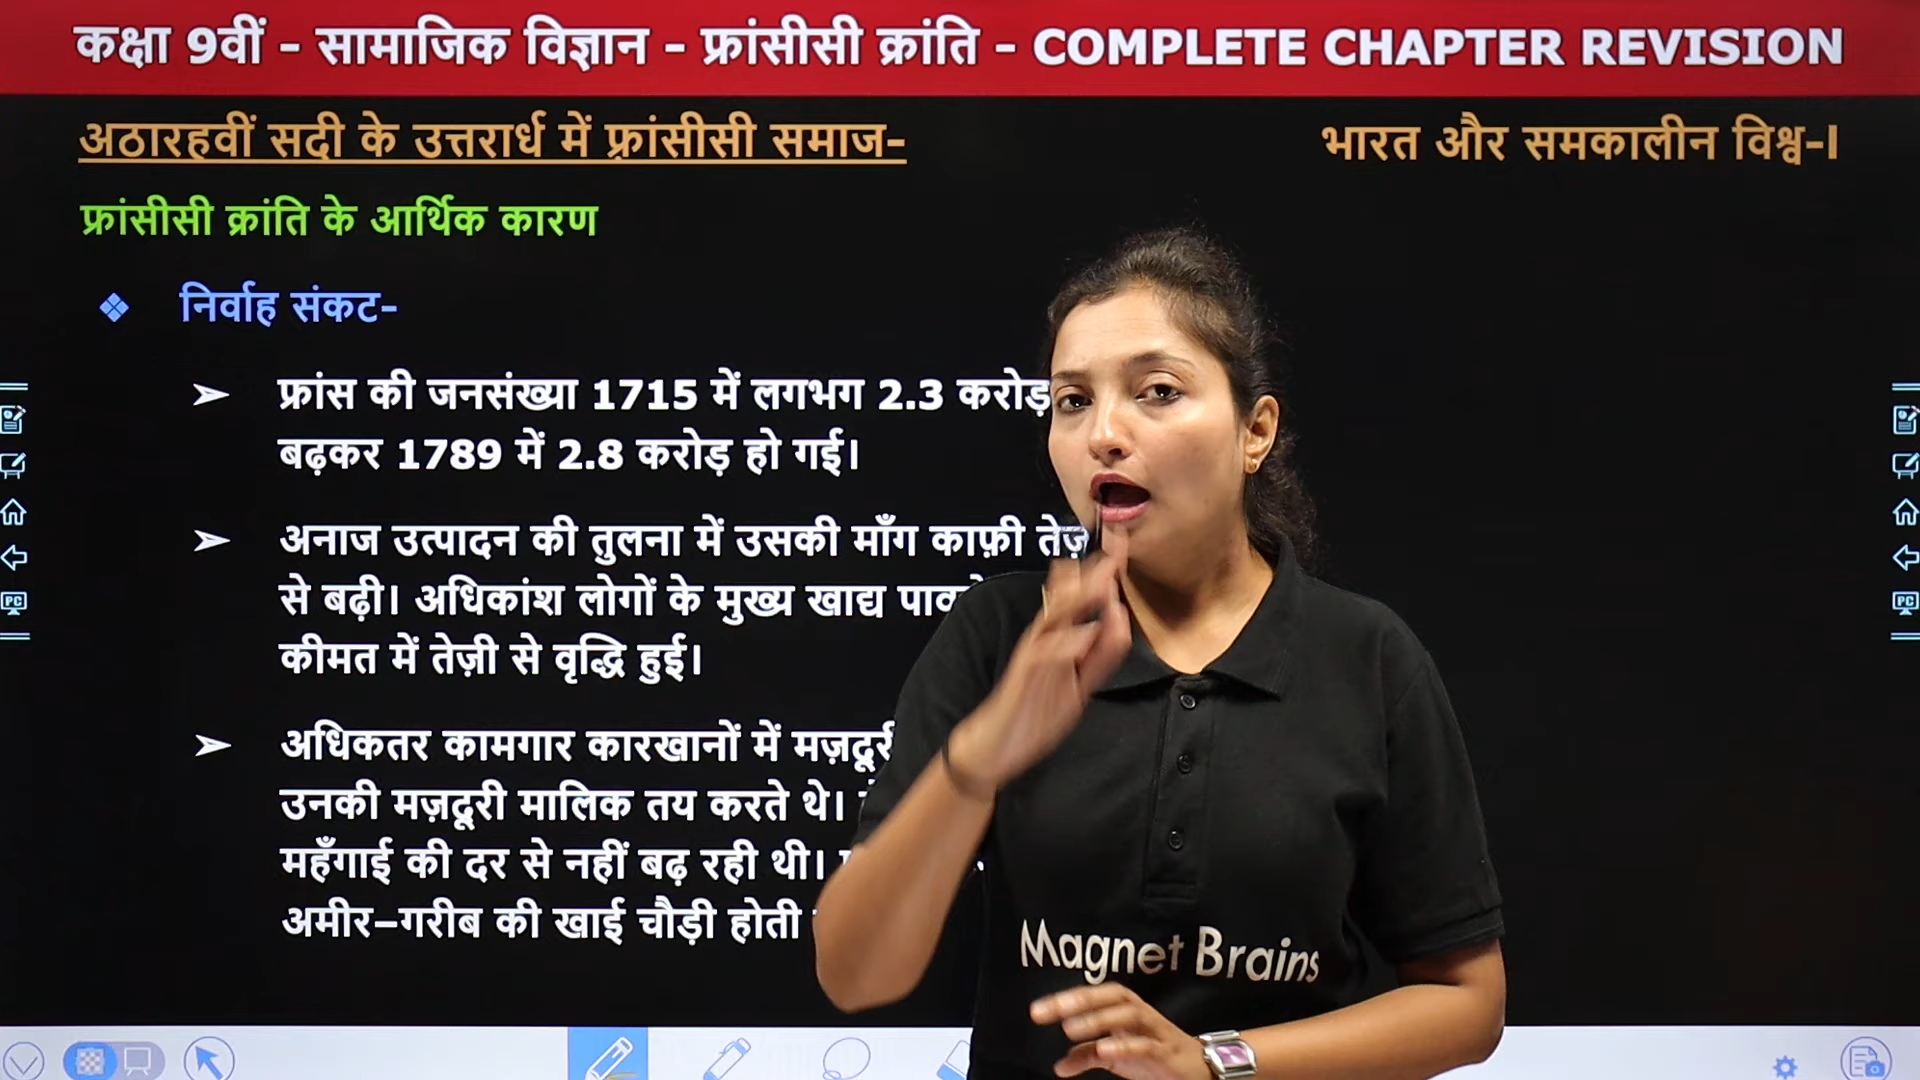 कक्षा 9वीं - सामाजिक विज्ञान - फ्रांसीसी क्रांति - COMPLETE CHAPTER REVISION
अठारहवीं सदी के उत्तरार्ध में फ़्रांसीसी समाज-
भारत और समकालीन विश्व-I
फ्रांसीसी क्रांति के आर्थिक कारण
निर्वाह संकट-
फ्रांस की जनसंख्या 1715 में लगभग 2.3 करोड़
बढ़कर 1789 में 2.8 करोड़ हो गई।
अनाज उत्पादन की तुलना में उसकी माँग काफ़ी
से बढ़ी। अधिकांश लोगों के मुख्य खाद्य
कीमत में तेज़ी से वृद्धि हुई।
अधिकतर कामगार कारखानों में
उनकी मज़दूरी मालिक तय करते थे।
महँगाई की दर से नहीं बढ़ रही थी।
अमीर-गरीब की खाई चौड़ी होती
Magnet Brains
PC
PC